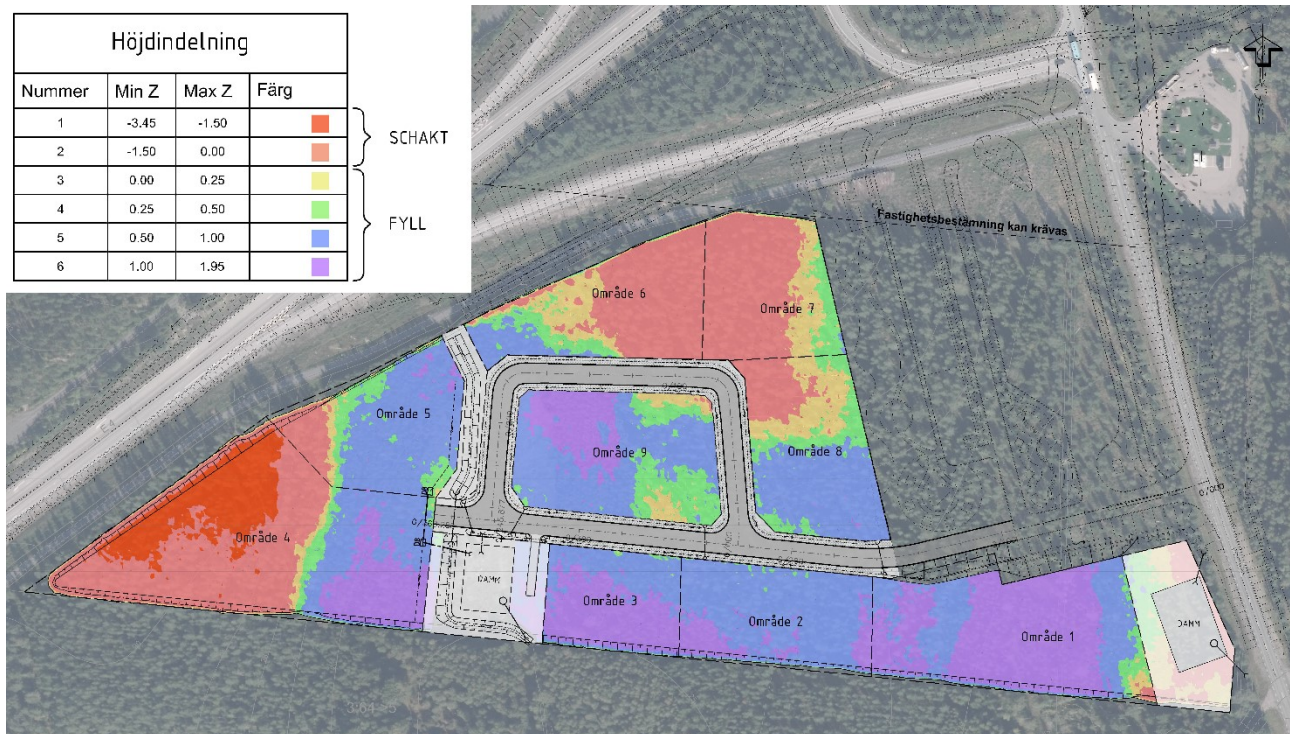 Höjdindelning
Nummer Min Z Max Z Färg
1 -3.45 -1.50
2 -1.50 0.00
3 0.00 0.25
4 0.25 0.50
5 0.50 1.00
6 1.00 1.95
SCHAKT
FYLL
Fastighetsbestämning kan krävas
Område 6
Område 7
Område 5
Område 9
Område 8
0/000
Område 4
DAMM
Område 3
Område 2
Område 1
DAMM